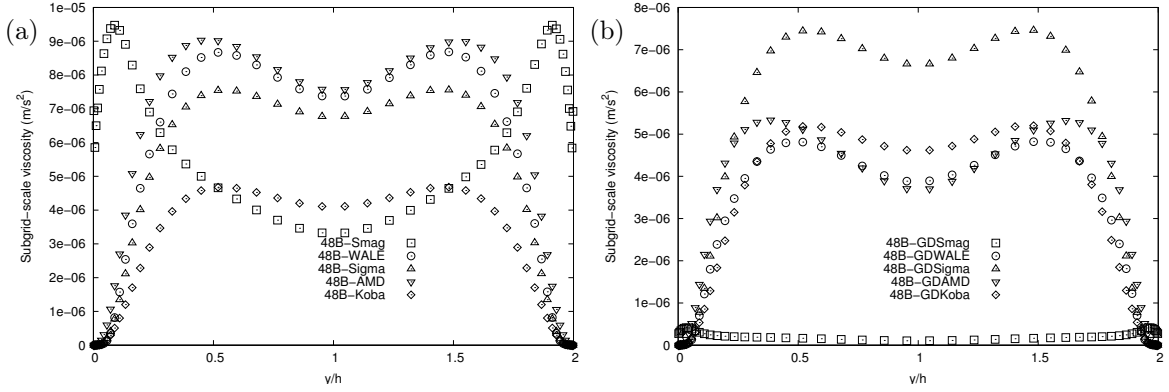 (a)
Subgrid-scale viscosity (m/s²)
1e-05
9e-06
8e-06
7e-06
6e-06
5e-06
4e-06
3e-06
2e-06
1e-06
0
48B-Smag
48B-WALE
48B-Sigma
48B-AMD
48B-Koba
0 0.5 1 1.5 2
y/h
(b)
Subgrid-scale viscosity (m/s²)
8e-06
7e-06
6e-06
5e-06
4e-06
3e-06
2e-06
1e-06
0
48B-GDSmag
48B-GDWALE
48B-GDSigma
48B-GDAMD
48B-GDKoba
0 0.5 1 1.5 2
y/h